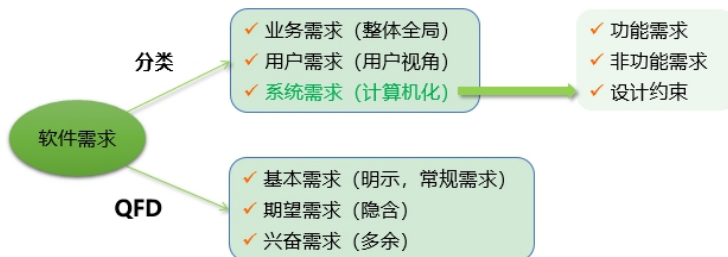 分类
业务需求（整体全局）
用户需求（用户视角）
系统需求（计算机化）
功能需求
非功能需求
设计约束
软件需求
QFD
基本需求（明示，常规需求）
期望需求（隐含）
兴奋需求（多余）